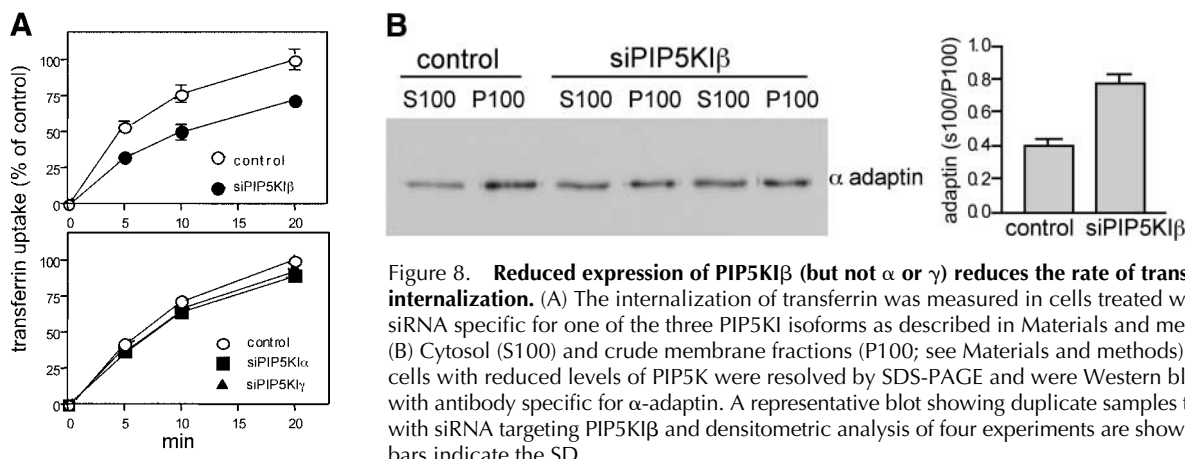 A
transferrin uptake (% of control)
100
75
50
25
0
control
siPIP5KIβ
0 5 10 15 20
100
75
50
25
0
control
siPIP5KIα
siPIP5KIγ
0 5 10 15 20
min
B
control siPIP5KIβ
S100 P100 S100 P100 S100 P100
α adaptin
adaptin (s100/P100)
1.0
0.8
0.6
0.4
0.2
0.0
control siPIP5KIβ
Figure 8. Reduced expression of PIP5KIβ (but not α or γ) reduces the rate of trans
internalization. (A) The internalization of transferrin was measured in cells treated w
siRNA specific for one of the three PIP5KI isoforms as described in Materials and me
(B) Cytosol (S100) and crude membrane fractions (P100; see Materials and methods)
cells with reduced levels of PIP5K were resolved by SDS-PAGE and were Western bl
with antibody specific for α-adaptin. A representative blot showing duplicate samples t
with siRNA targeting PIP5KIβ and densitometric analysis of four experiments are show
bars indicate the SD